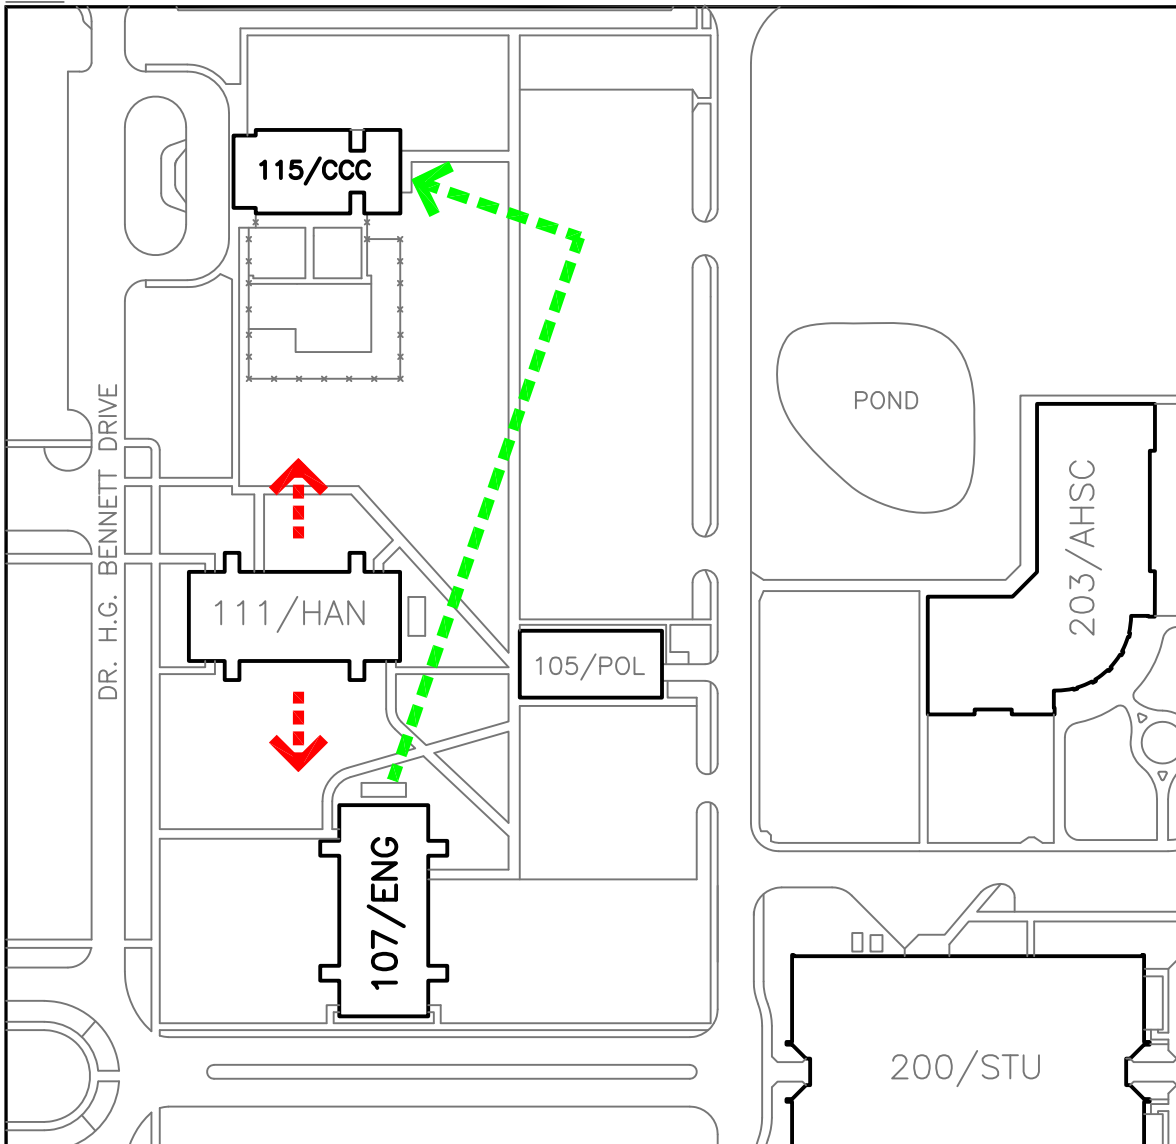 115/CCC
POND
DR. H.G. BENNETT DRIVE
203/AHSC
111/HAN
105/POL
107/ENG
200/STU